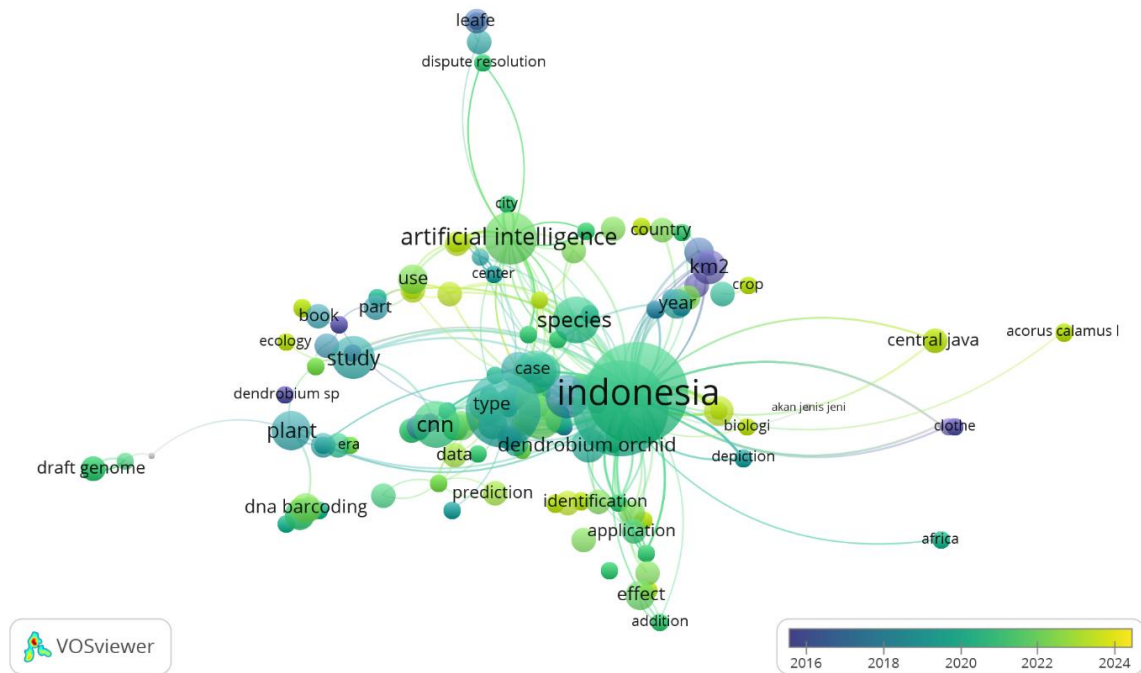 leafe
dispute resolution
city
artificial intelligence
country
center
km2
use
crop
book
part
year
species
acorus calamus l
ecology
central java
study
case
dendrobium sp
indonesia
type
akan jenis jeni
plant
cnn
biologi
clothe
era
dendrobium orchid
data
depiction
draft genome
prediction
identification
dna barcoding
application
africa
effect
addition
VOSviewer
2016 2018 2020 2022 2024